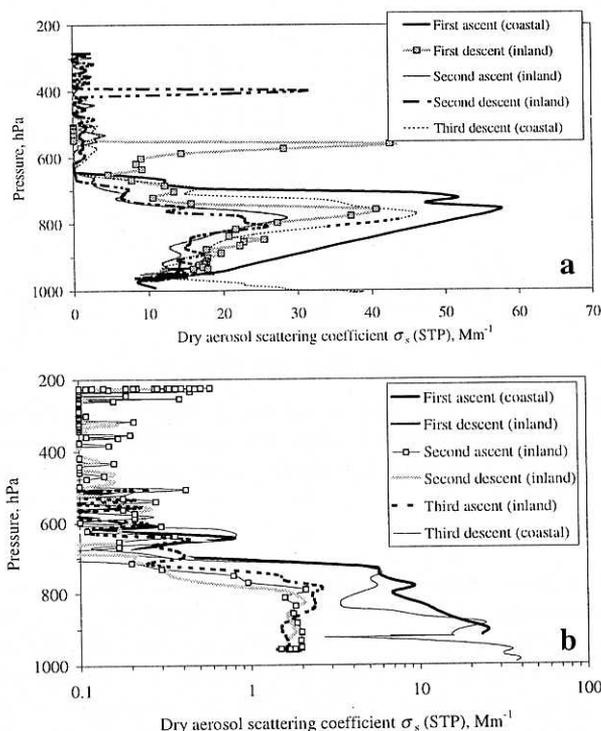 200
400
600
800
1000
Pressure, hPa
First ascent (coastal)
First descent (inland)
Second ascent (inland)
Second descent (inland)
Third descent (coastal)
a
0 10 20 30 40 50 60 70
Dry aerosol scattering coefficient σs (STP), Mm-1
200
400
600
800
1000
Pressure, hPa
First ascent (coastal)
First descent (inland)
Second ascent (inland)
Second descent (inland)
Third ascent (inland)
Third descent (coastal)
b
0.1 1 10 100
Dry aerosol scattering coefficient σs (STP), Mm-1